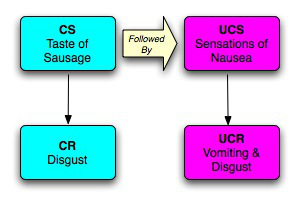 CS
Taste of
Sausage
Followed
By
UCS
Sensations of
Nausea
CR
Disgust
UCR
Vomiting &
Disgust